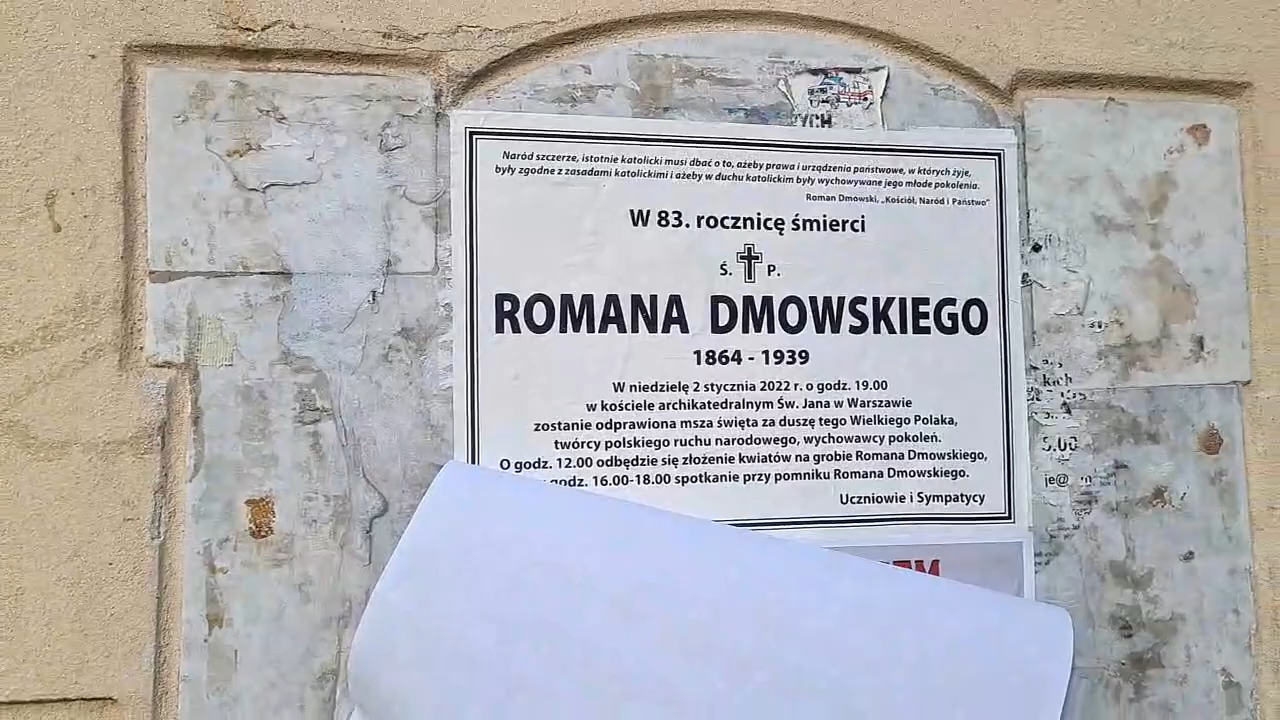 YCH
Naród szczerze, istotnie katolicki musi dbać o to, ażeby prawa i urządzenia państwowe, w których żyje,
były zgodne z zasadami katolickimi i ażeby w duchu katolickim były wychowywane jego młode pokolenia.
Roman Dmowski, „Kościół, Naród i Państwo"
W 83. rocznicę śmierci
Ś. P.
ROMANA DMOWSKIEGO
1864 - 1939
W niedzielę 2 stycznia 2022 r. o godz. 19.00
w kościele archikatedralnym Św. Jana w Warszawie
zostanie odprawiona msza święta za duszę tego Wielkiego Polaka,
twórcy polskiego ruchu narodowego, wychowawcy pokoleń.
O godz. 12.00 odbędzie się złożenie kwiatów na grobie Romana Dmowskiego,
godz. 16.00-18.00 spotkanie przy pomniku Romana Dmowskiego.
Uczniowie i Sympatycy